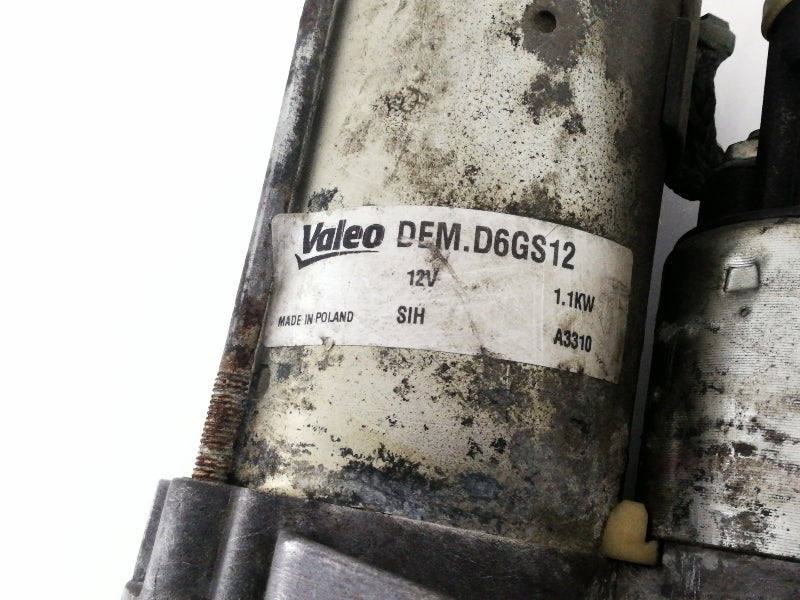 Valeo DEM.D6GS12
12V 1.1KW
MADE IN POLAND SIH A3310